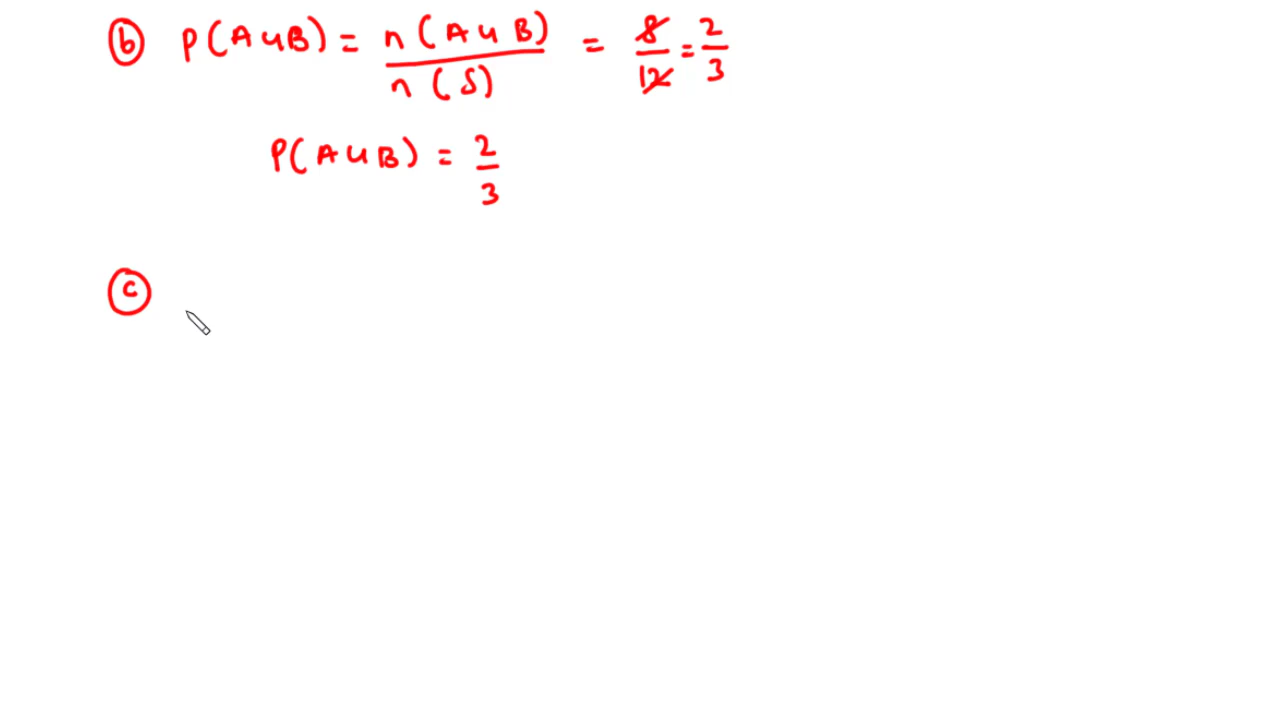 (b) P(A∪B) = n(A∪B)/n(S) = 8/12 = 2/3
P(A∪B) = 2/3
(c)